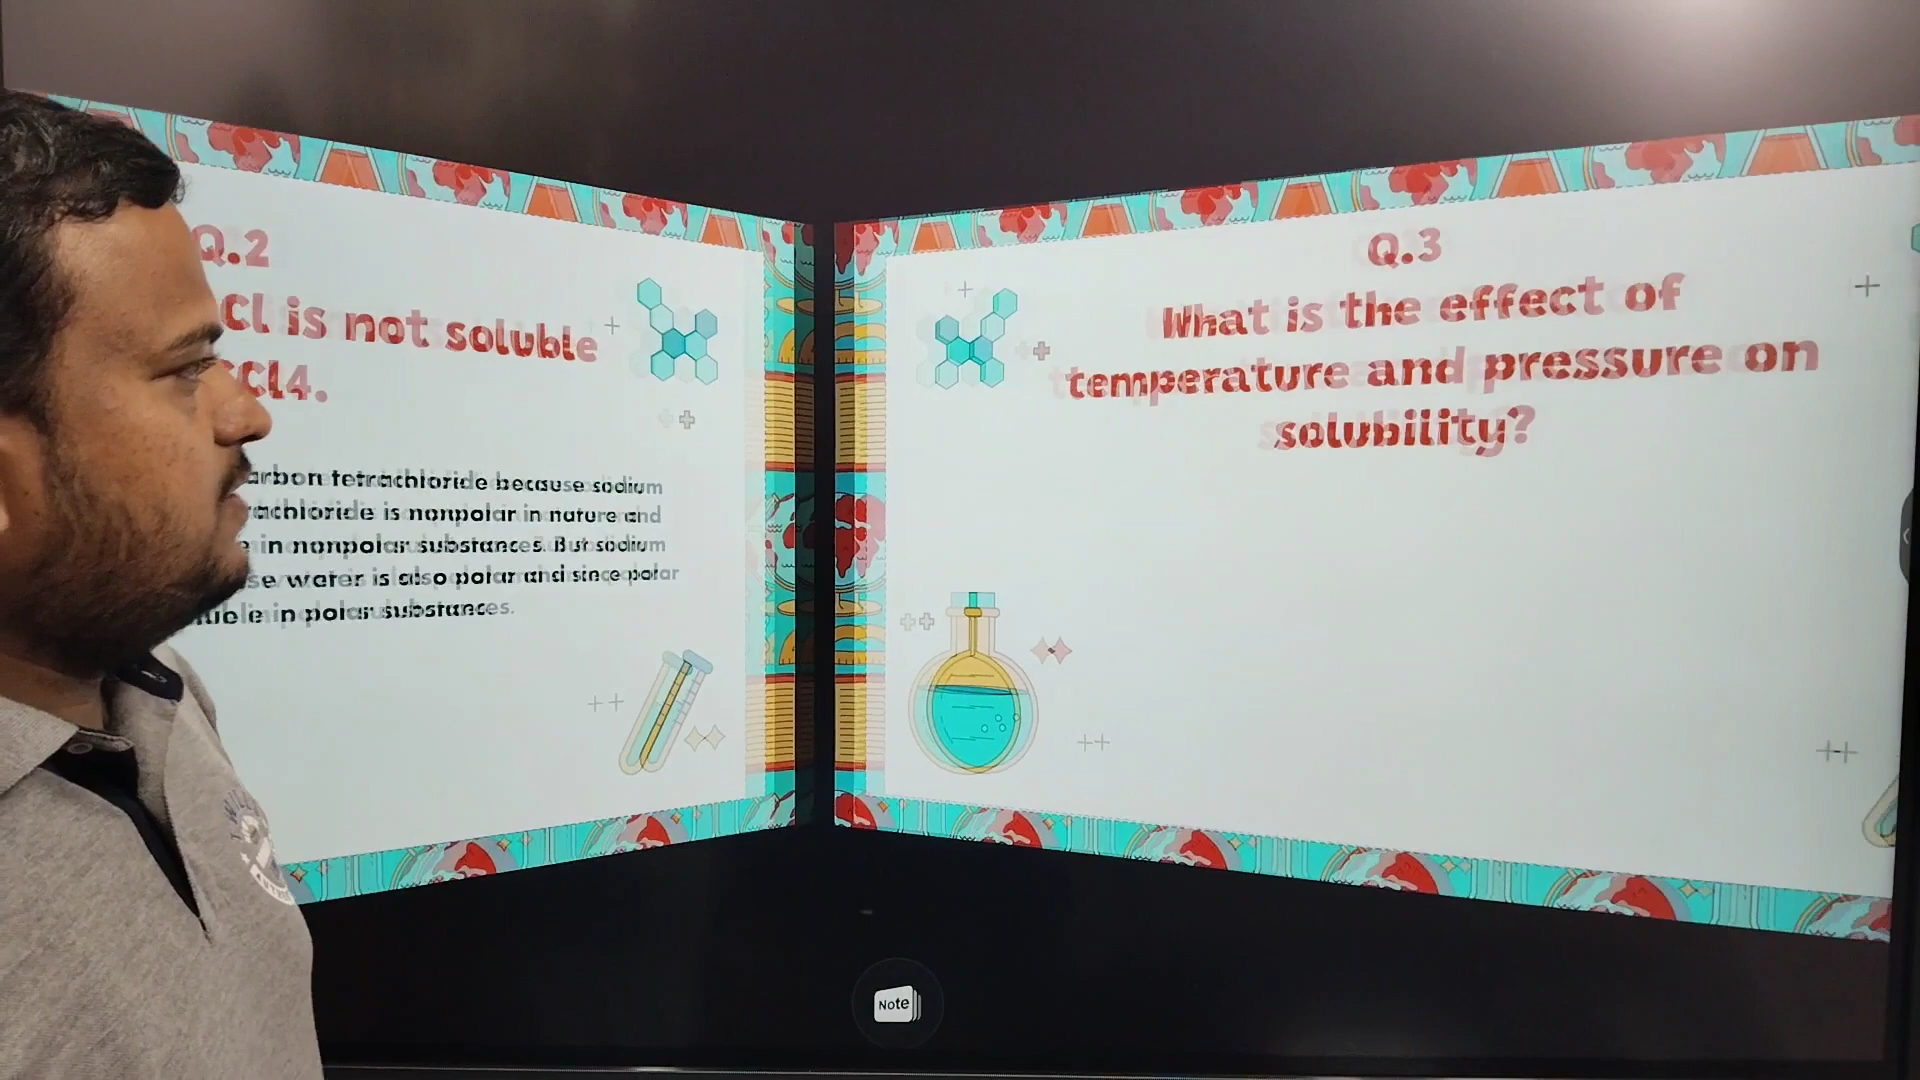 Q.2
Cl is not soluble
CCl4.
arbon tetrachloride because sodium
rachloride is nonpolar in nature and
e in nonpolar substances. But sodium
se water is also polar and since polar
uble in polar substances.
Q.3
What is the effect of
temperature and pressure on
solubility?
Note